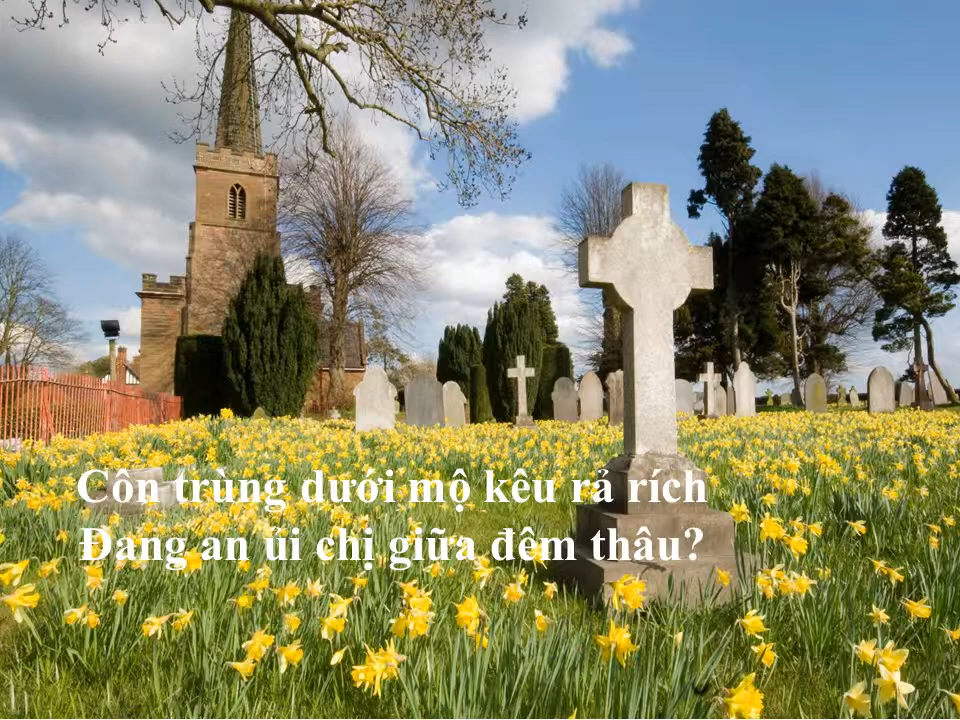 Côn trùng dưới mộ kêu rả rích
Đang an ủi chị giữa đêm thâu?